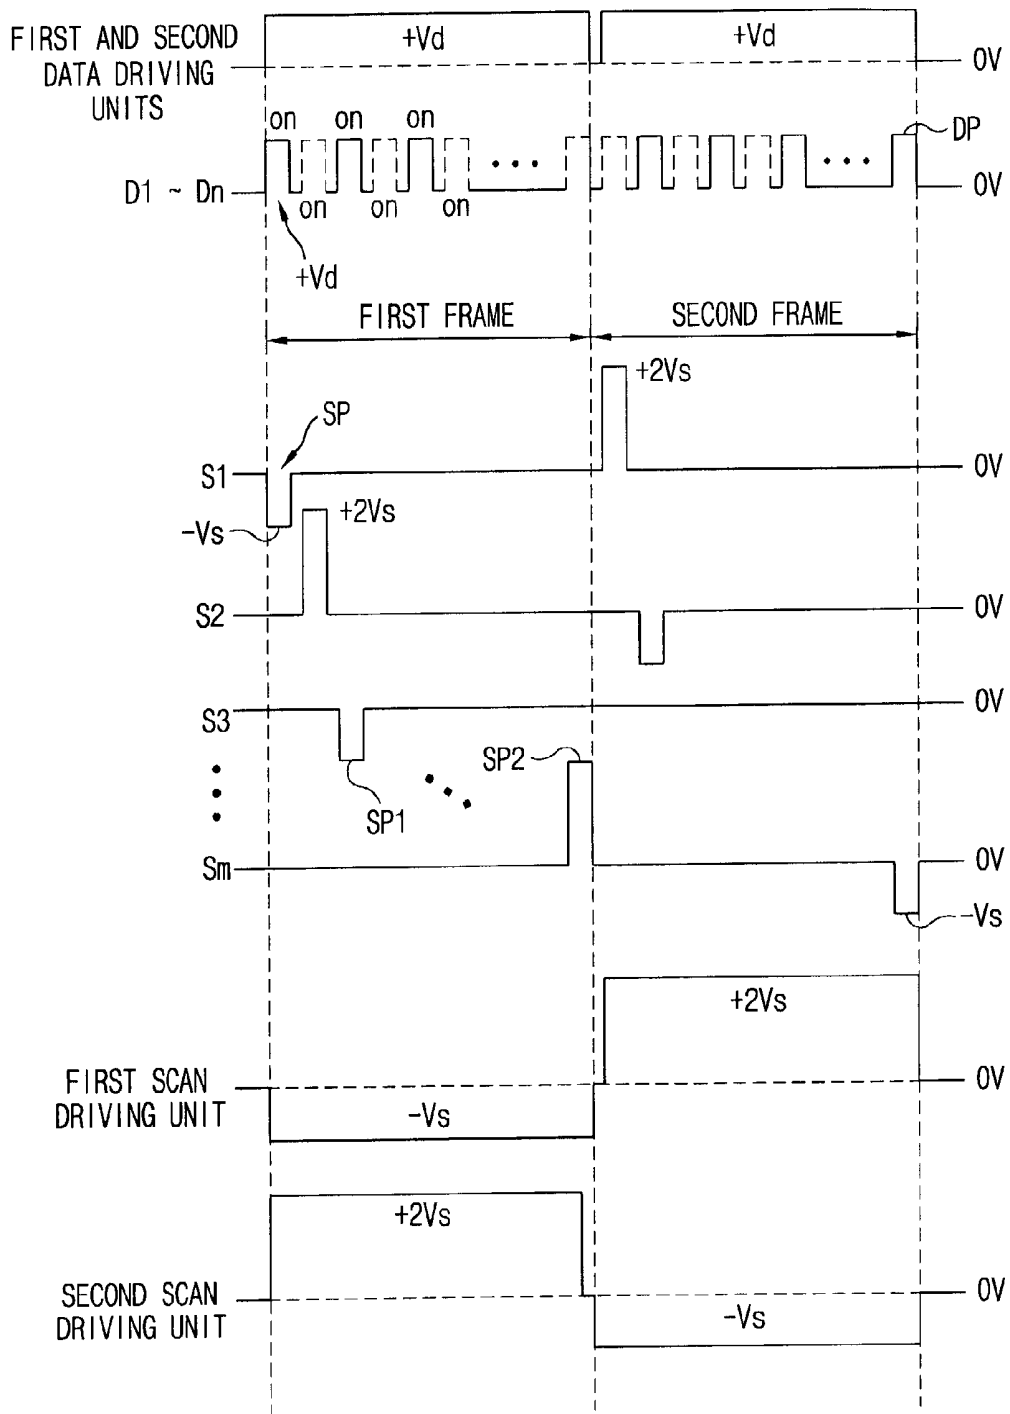 +Vd
+Vd
FIRST AND SECOND
DATA DRIVING
UNITS
0V
on on on
DP
D1 ~ Dn
0V
on on on
+Vd
FIRST FRAME
SECOND FRAME
+2Vs
SP
S1
0V
-Vs
+2Vs
S2
0V
S3
0V
SP2
SP1
Sm
0V
-Vs
+2Vs
FIRST SCAN
DRIVING UNIT
0V
-Vs
+2Vs
SECOND SCAN
DRIVING UNIT
0V
-Vs